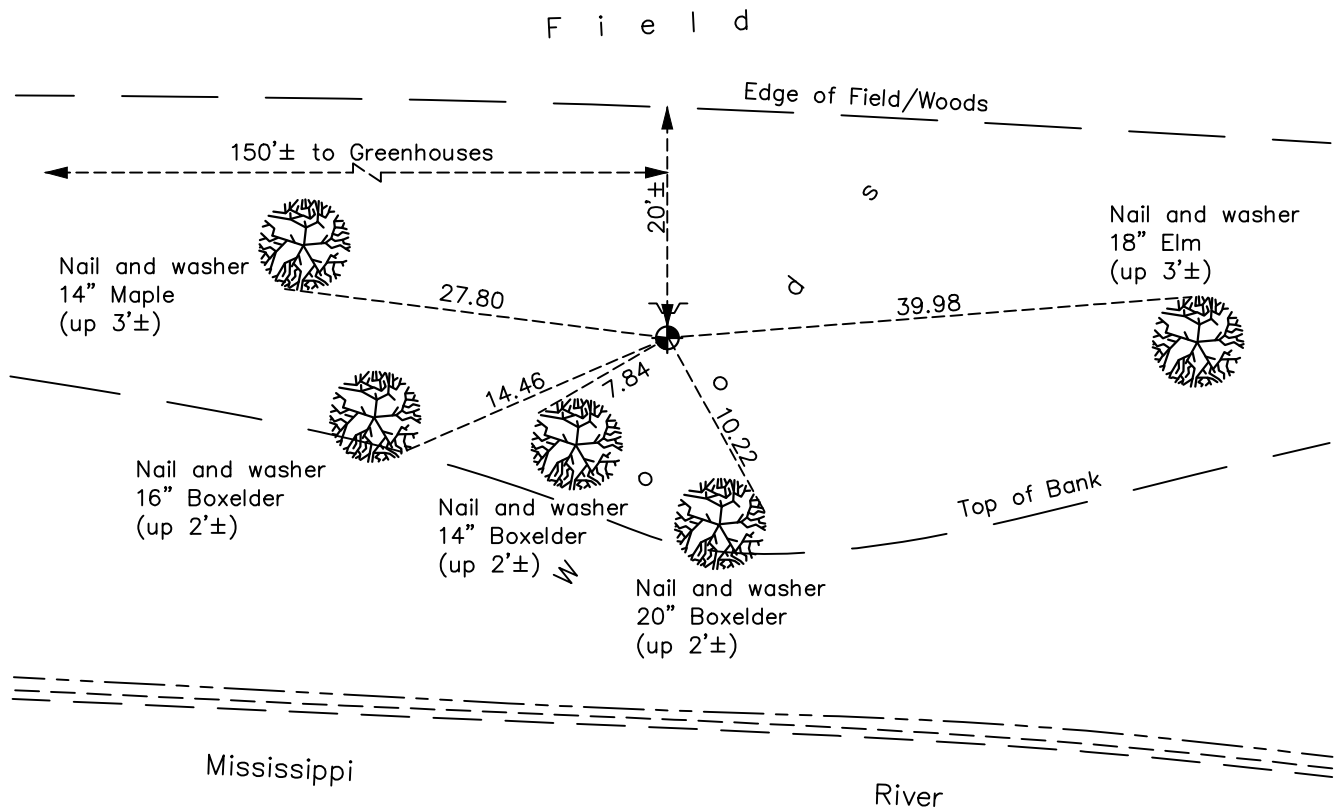 Field
Edge of Field/Woods
150'± to Greenhouses
20'±
Nail and washer
14" Maple
(up 3'±)
27.80
39.98
Nail and washer
18" Elm
(up 3'±)
14.46
7.84
10.22
Nail and washer
16" Boxelder
(up 2'±)
Nail and washer
14" Boxelder
(up 2'±)
Nail and washer
20" Boxelder
(up 2'±)
Woods
Top of Bank
Mississippi River